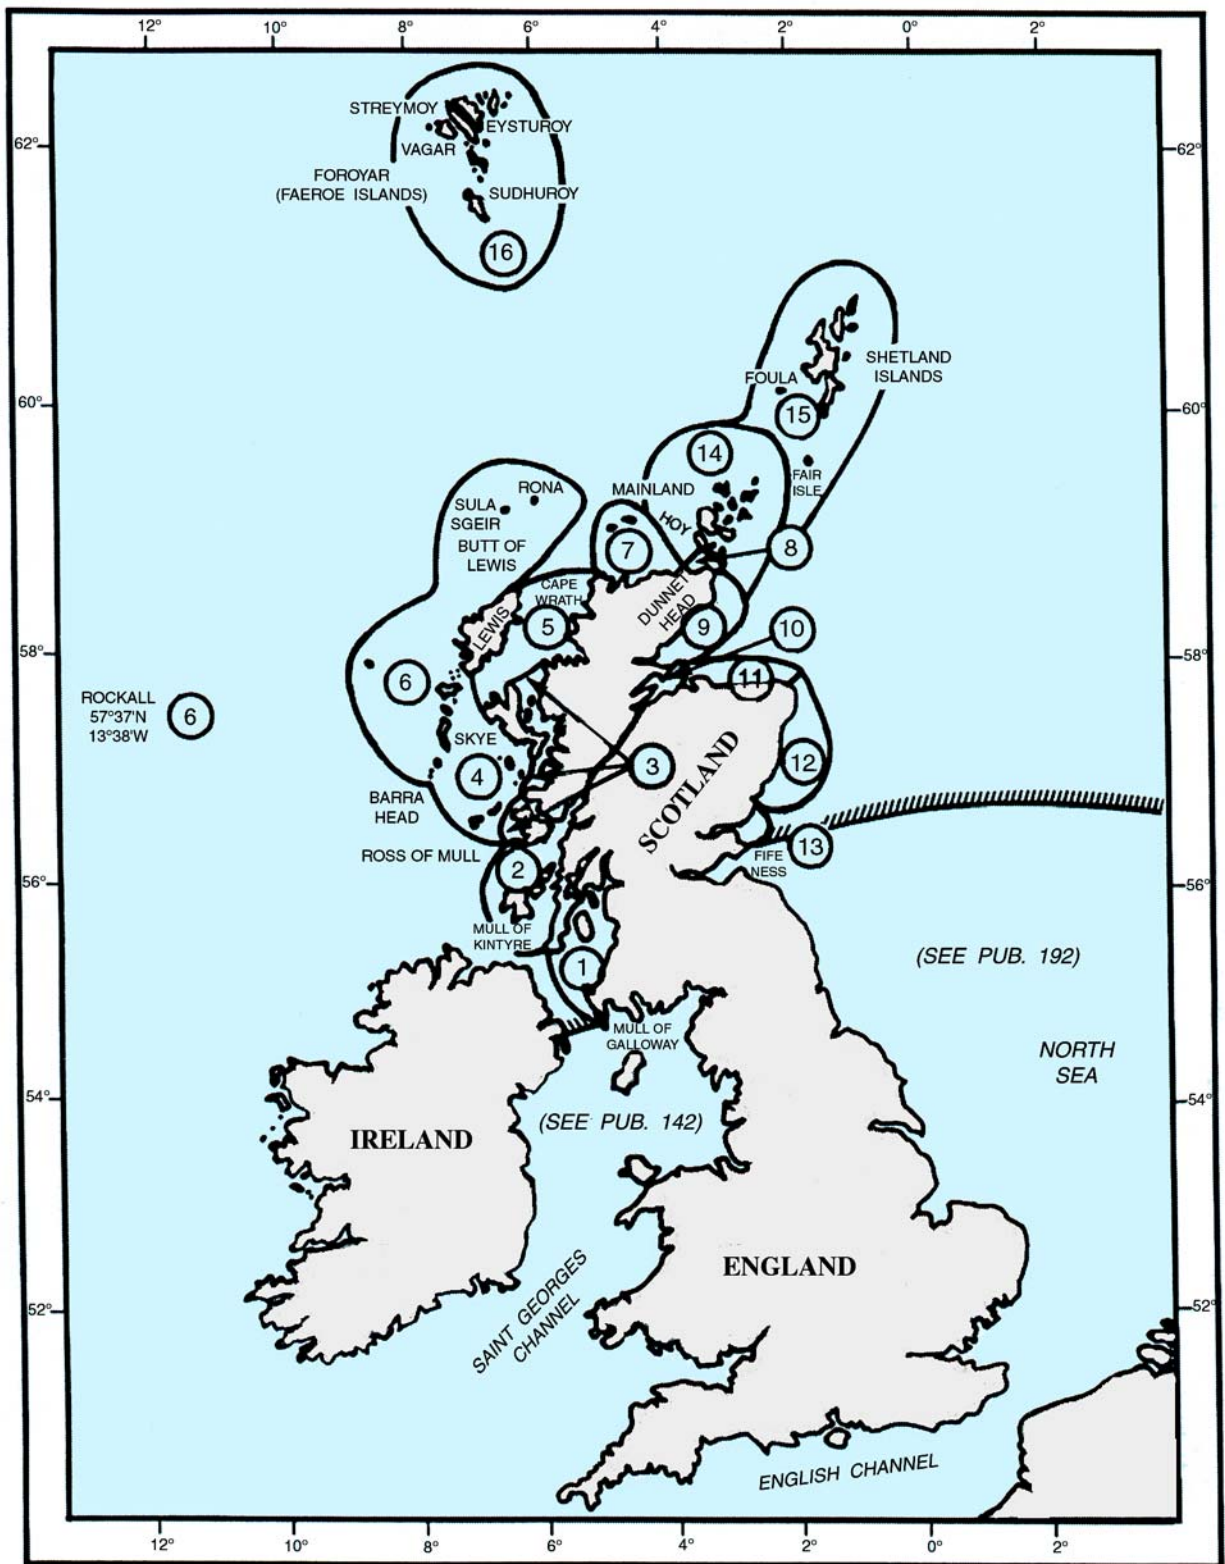 12° 10° 8° 6° 4° 2° 0° 2°
STREYMOY
EYSTUROY
62° 62°
VAGAR
FOROYAR
(FAEROE ISLANDS)
SUDHUROY
16
SHETLAND
ISLANDS
FOULA
60° 60°
15
14
FAIR
ISLE
MAINLAND
RONA
SULA
SGEIR
HOY
BUTT OF
LEWIS
7
8
CAPE
WRATH
DUNNET
HEAD
LEWIS
5
9
10
58° 58°
6
11
ROCKALL
57°37'N
13°38'W
6
SKYE
4
3
12
SCOTLAND
BARRA
HEAD
13
ROSS OF MULL
FIFE
NESS
2
56° 56°
MULL OF
KINTYRE
(SEE PUB. 192)
1
MULL OF
GALLOWAY
NORTH
SEA
54° 54°
(SEE PUB. 142)
IRELAND
ENGLAND
52° 52°
SAINT GEORGES
CHANNEL
ENGLISH CHANNEL
12° 10° 8° 6° 4° 2° 0° 2°